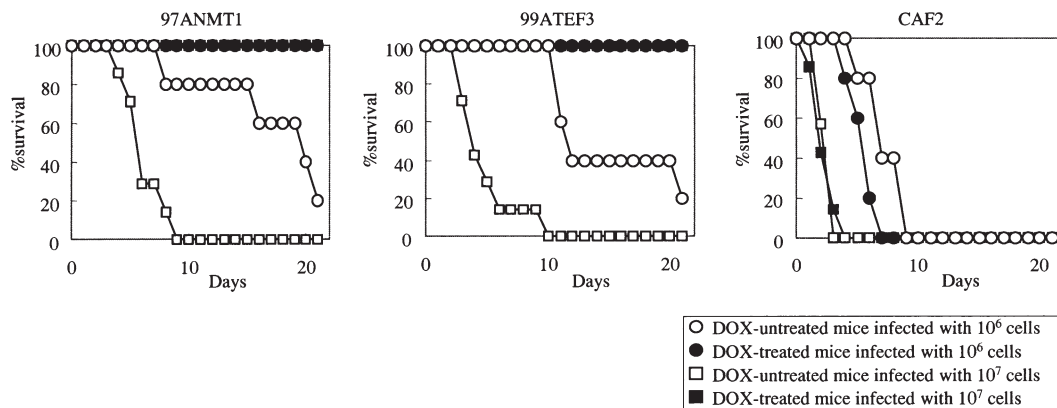 97ANMT1
100
80
60
40
20
0
%survival
0 10 20
Days
99ATEF3
100
80
60
40
20
0
%survival
0 10 20
Days
CAF2
100
80
60
40
20
0
%survival
0 10 20
Days
DOX-untreated mice infected with 10⁶ cells
DOX-treated mice infected with 10⁶ cells
DOX-untreated mice infected with 10⁷ cells
DOX-treated mice infected with 10⁷ cells